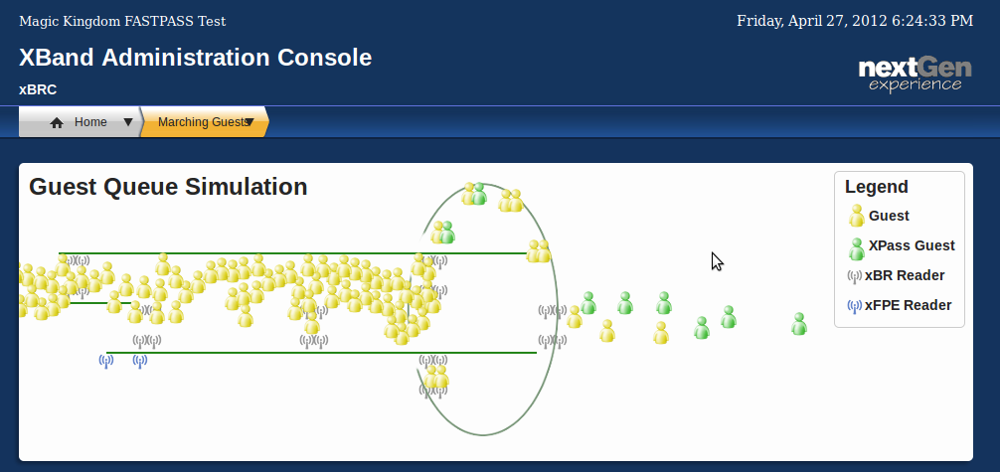 Magic Kingdom FASTPASS Test
Friday, April 27, 2012 6:24:33 PM
XBand Administration Console
xBRC
nextGen
experience
Home
Marching Guests
Guest Queue Simulation
Legend
Guest
XPass Guest
xBR Reader
xFPE Reader